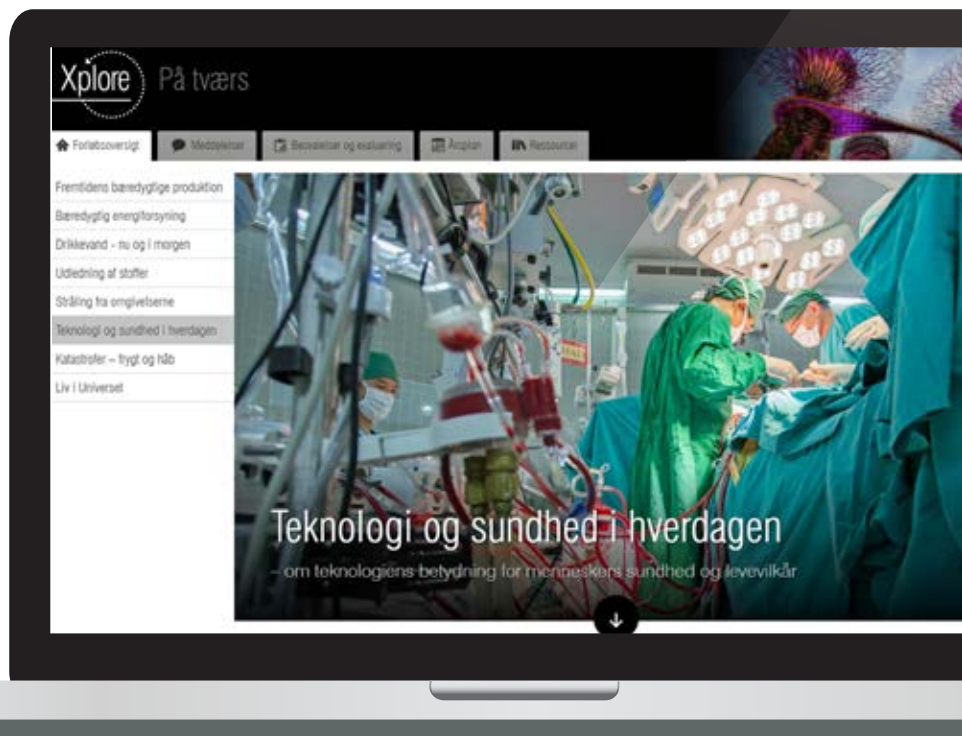 Xplore
På tværs
Forløbsoversigt
Meddelelser
Besvarelser og evaluering
Årsplan
Ressourcer
Fremtidens bæredygtige produktion
Bæredygtig energiforsyning
Drikkevand – nu og i morgen
Udledning af stoffer
Stråling fra omgivelserne
Teknologi og sundhed i hverdagen
Katastrofer – frygt og håb
Liv i Universet
Teknologi og sundhed i hverdagen
– om teknologiens betydning for menneskers sundhed og levevilkår